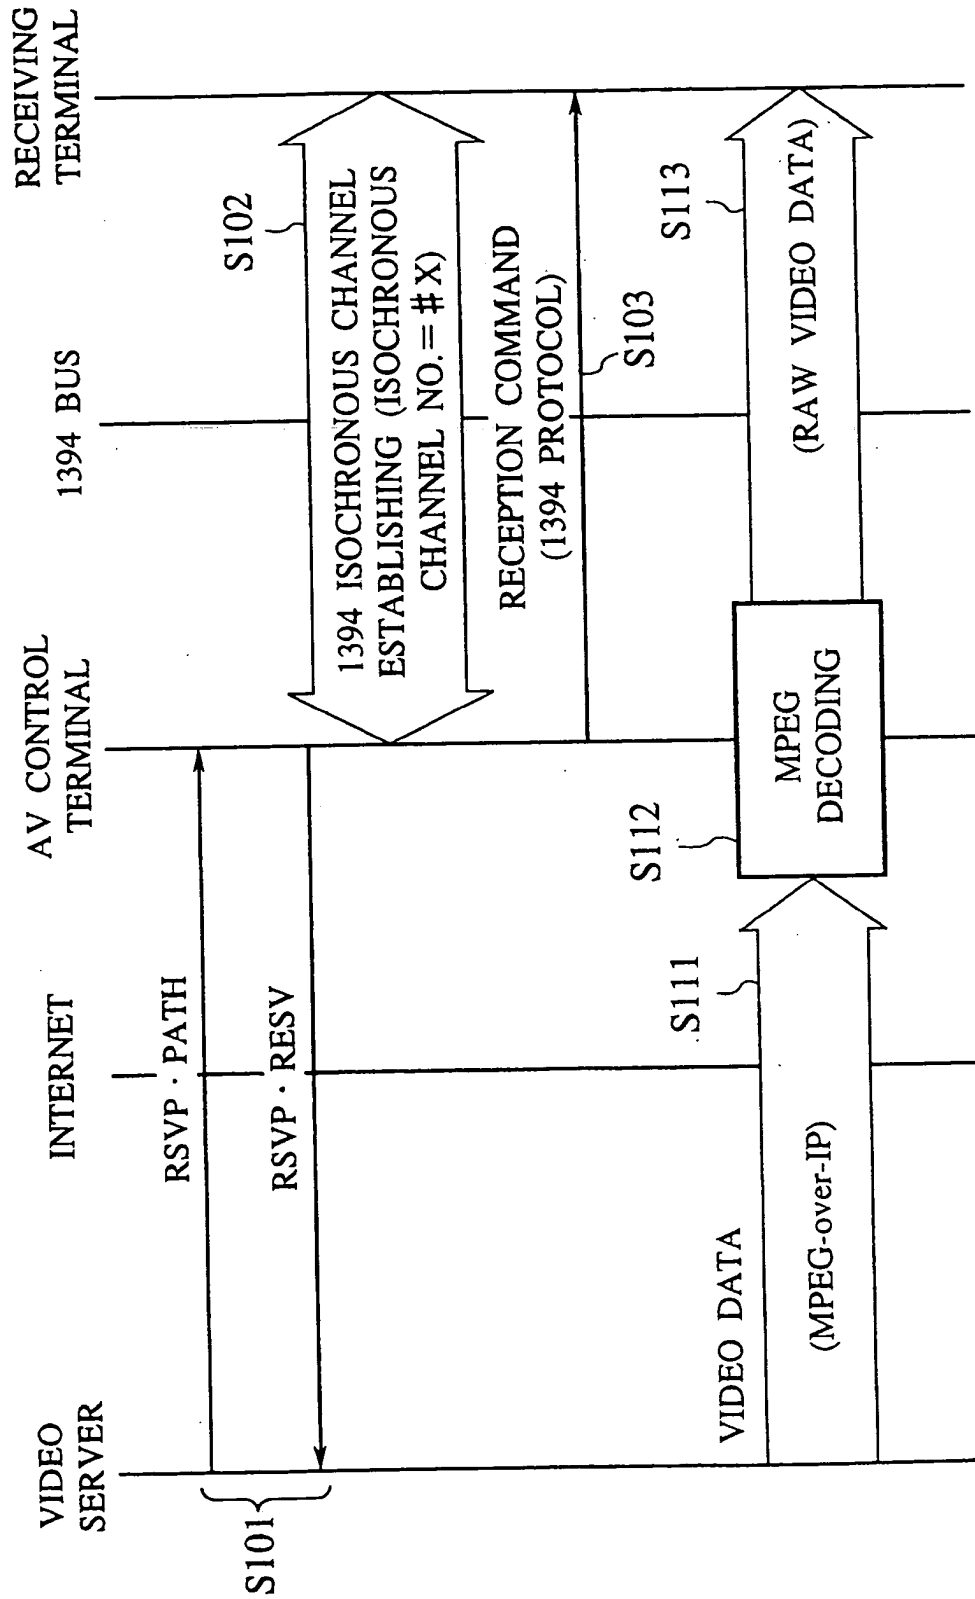 VIDEO
SERVER
INTERNET
AV CONTROL
TERMINAL
1394 BUS
RECEIVING
TERMINAL
S101
RSVP · PATH
RSVP · RESV
S102
1394 ISOCHRONOUS CHANNEL
ESTABLISHING (ISOCHRONOUS
CHANNEL NO.=#X)
RECEPTION COMMAND
(1394 PROTOCOL)
S103
VIDEO DATA
(MPEG-over-IP)
S111
S112
MPEG
DECODING
S113
(RAW VIDEO DATA)